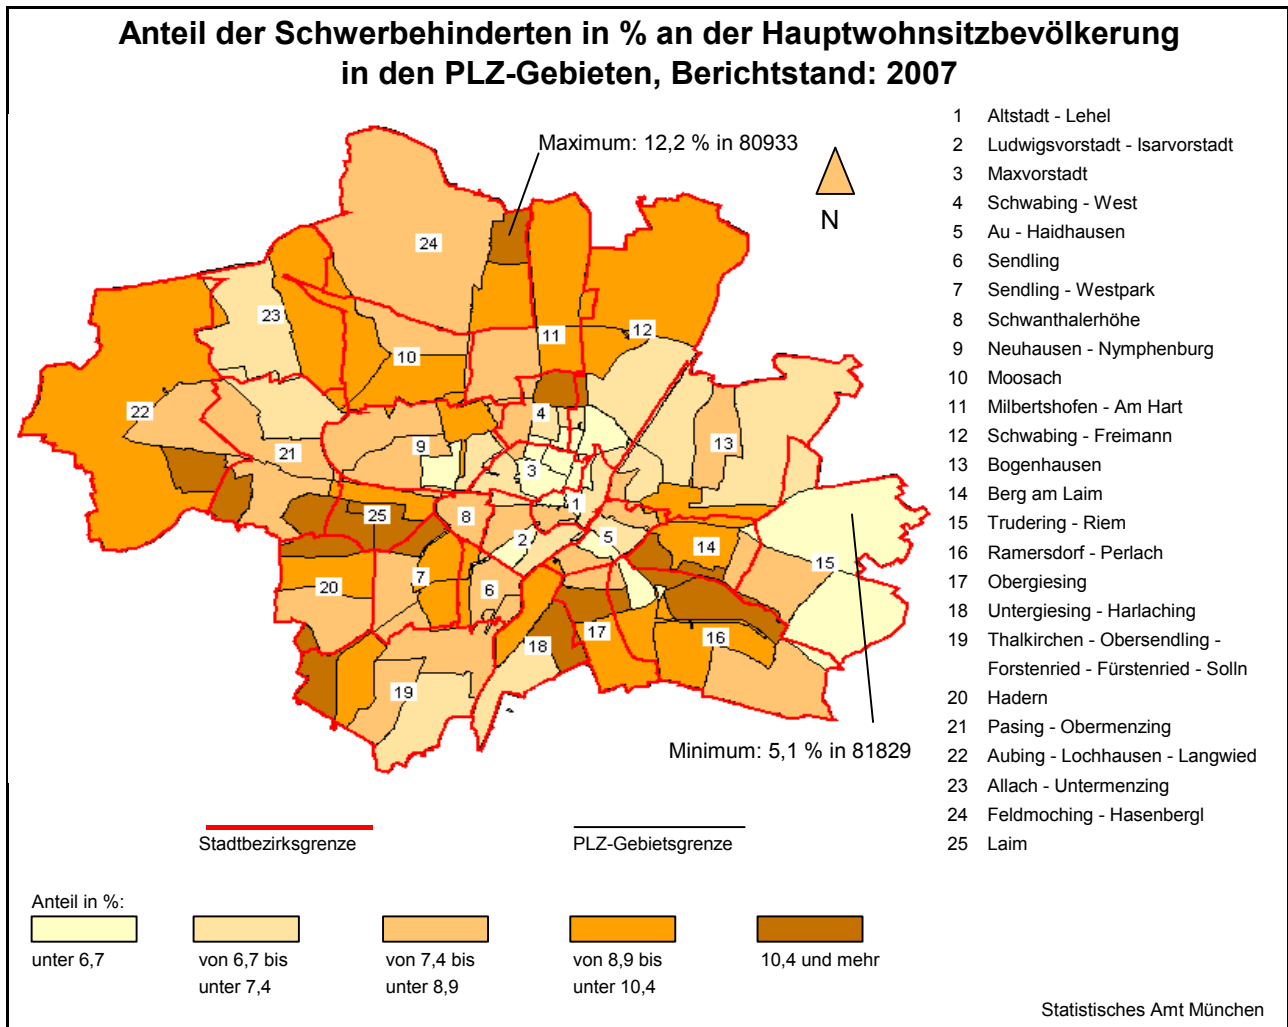 Anteil der Schwerbehinderten in % an der Hauptwohnsitzbevölkerung
in den PLZ-Gebieten, Berichtstand: 2007
Maximum: 12,2 % in 80933
N
24
23
11
12
10
22
4
9
13
21
3
25
8
1
2
5
14
15
20
7
6
17
16
18
19
Minimum: 5,1 % in 81829
1 Altstadt - Lehel
2 Ludwigsvorstadt - Isarvorstadt
3 Maxvorstadt
4 Schwabing - West
5 Au - Haidhausen
6 Sendling
7 Sendling - Westpark
8 Schwanthalerhöhe
9 Neuhausen - Nymphenburg
10 Moosach
11 Milbertshofen - Am Hart
12 Schwabing - Freimann
13 Bogenhausen
14 Berg am Laim
15 Trudering - Riem
16 Ramersdorf - Perlach
17 Obergiesing
18 Untergiesing - Harlaching
19 Thalkirchen - Obersendling -
Forstenried - Fürstenried - Solln
20 Hadern
21 Pasing - Obermenzing
22 Aubing - Lochhausen - Langwied
23 Allach - Untermenzing
24 Feldmoching - Hasenbergl
25 Laim
Stadtbezirksgrenze
PLZ-Gebietsgrenze
Anteil in %:
unter 6,7
von 6,7 bis
unter 7,4
von 7,4 bis
unter 8,9
von 8,9 bis
unter 10,4
10,4 und mehr
Statistisches Amt München